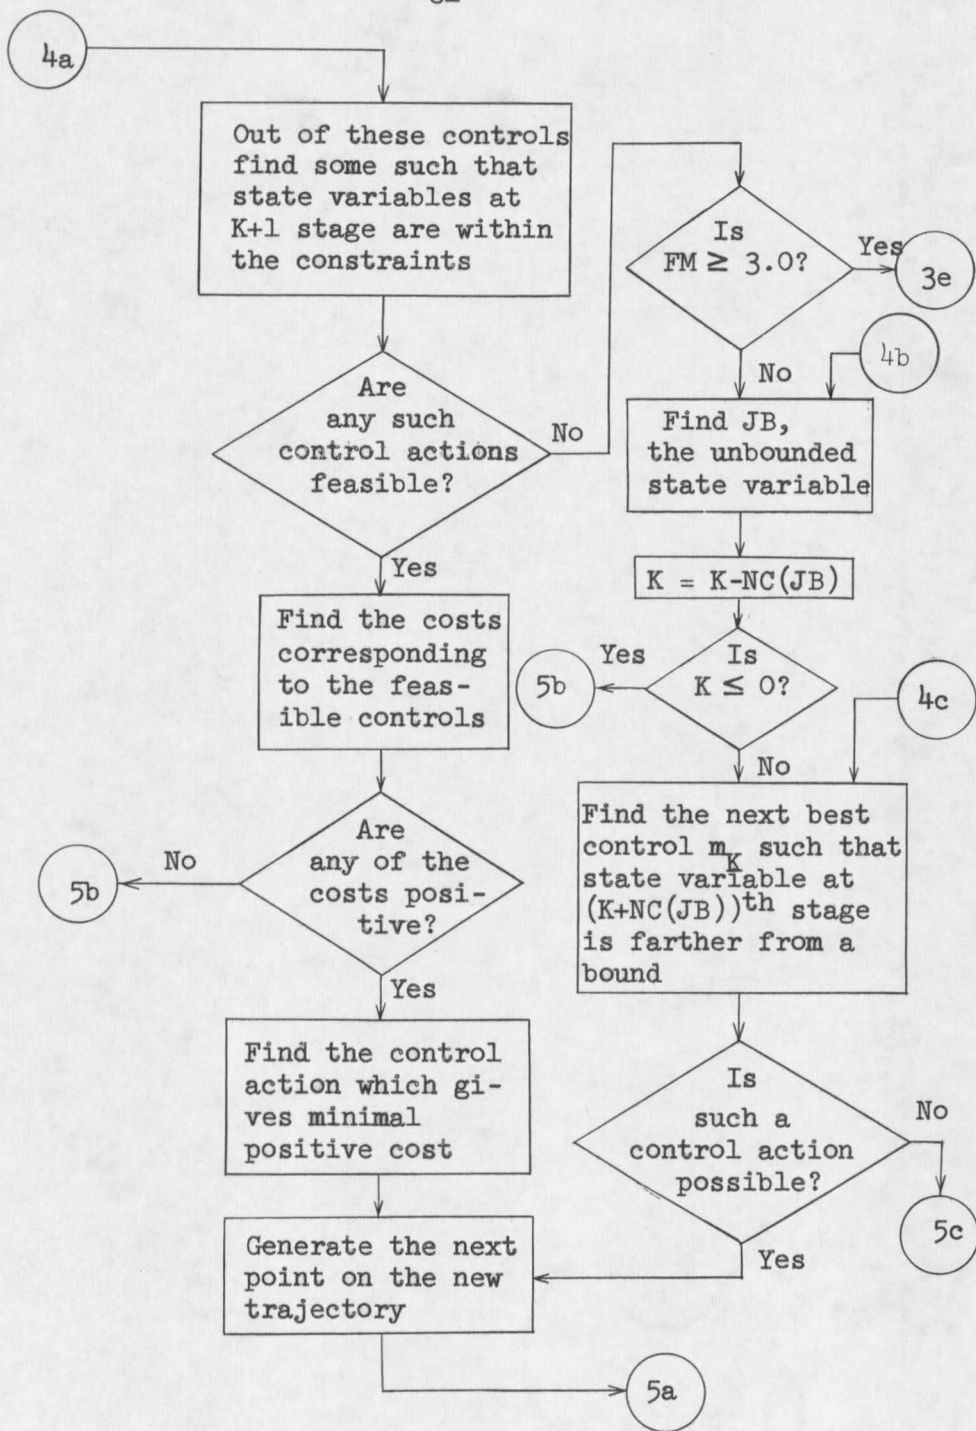 4a
Out of these controls
find some such that
state variables at
K+1 stage are within
the constraints
Are
any such
control actions
feasible?
No
Yes
Find the costs
corresponding
to the feas-
ible controls
Are
any of the
costs posi-
tive?
No
5b
Yes
Find the control
action which gi-
ves minimal
positive cost
Generate the next
point on the new
trajectory
5a
Is
FM ≥ 3.0?
Yes
3e
No
4b
Find JB,
the unbounded
state variable
K = K-NC(JB)
Is
K ≤ 0?
Yes
5b
No
4c
Find the next best
control m_K such that
state variable at
(K+NC(JB))th stage
is farther from a
bound
Is
such a
control action
possible?
No
5c
Yes